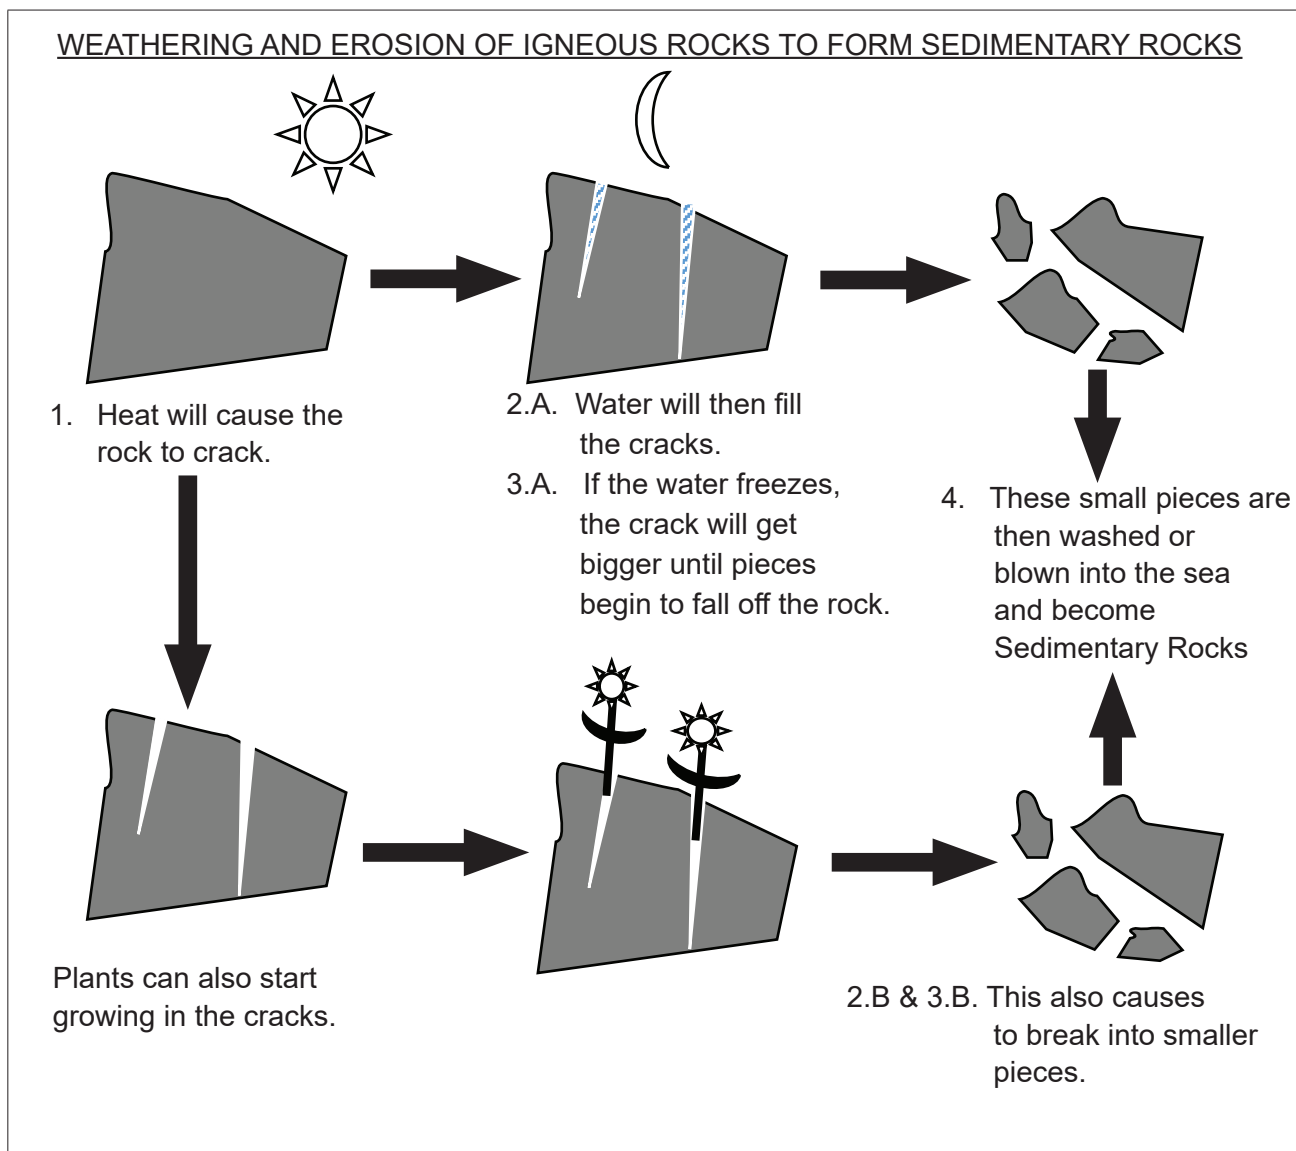 WEATHERING AND EROSION OF IGNEOUS ROCKS TO FORM SEDIMENTARY ROCKS
1. Heat will cause the
rock to crack.
2.A. Water will then fill
the cracks.
3.A. If the water freezes,
the crack will get
bigger until pieces
begin to fall off the rock.
4. These small pieces are
then washed or
blown into the sea
and become
Sedimentary Rocks
Plants can also start
growing in the cracks.
2.B & 3.B. This also causes
to break into smaller
pieces.